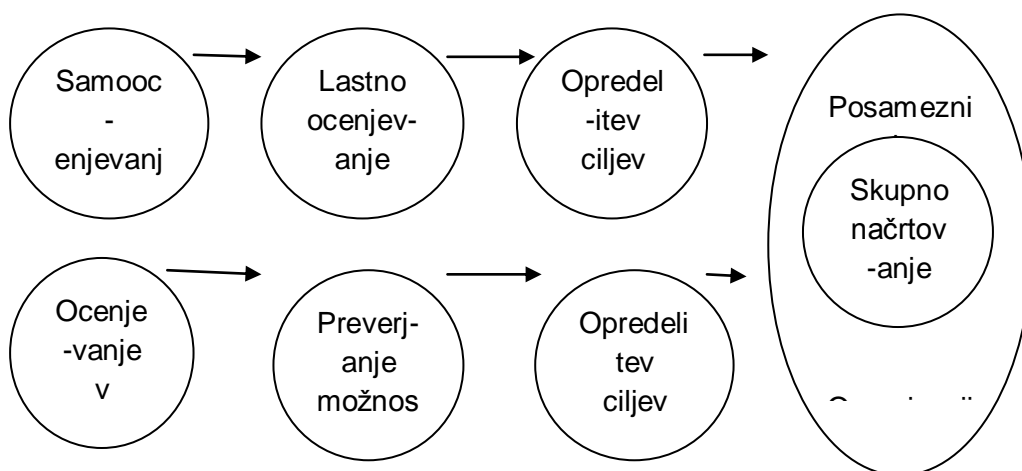 Samooc
-
enjevanj
Lastno
ocenjev-
anje
Opredel
-itev
ciljev
Posamezni
Skupno
načrtov
-anje
Ocenje
-vanje
v
Preverj-
anje
možnos
Opredeli
tev
ciljev